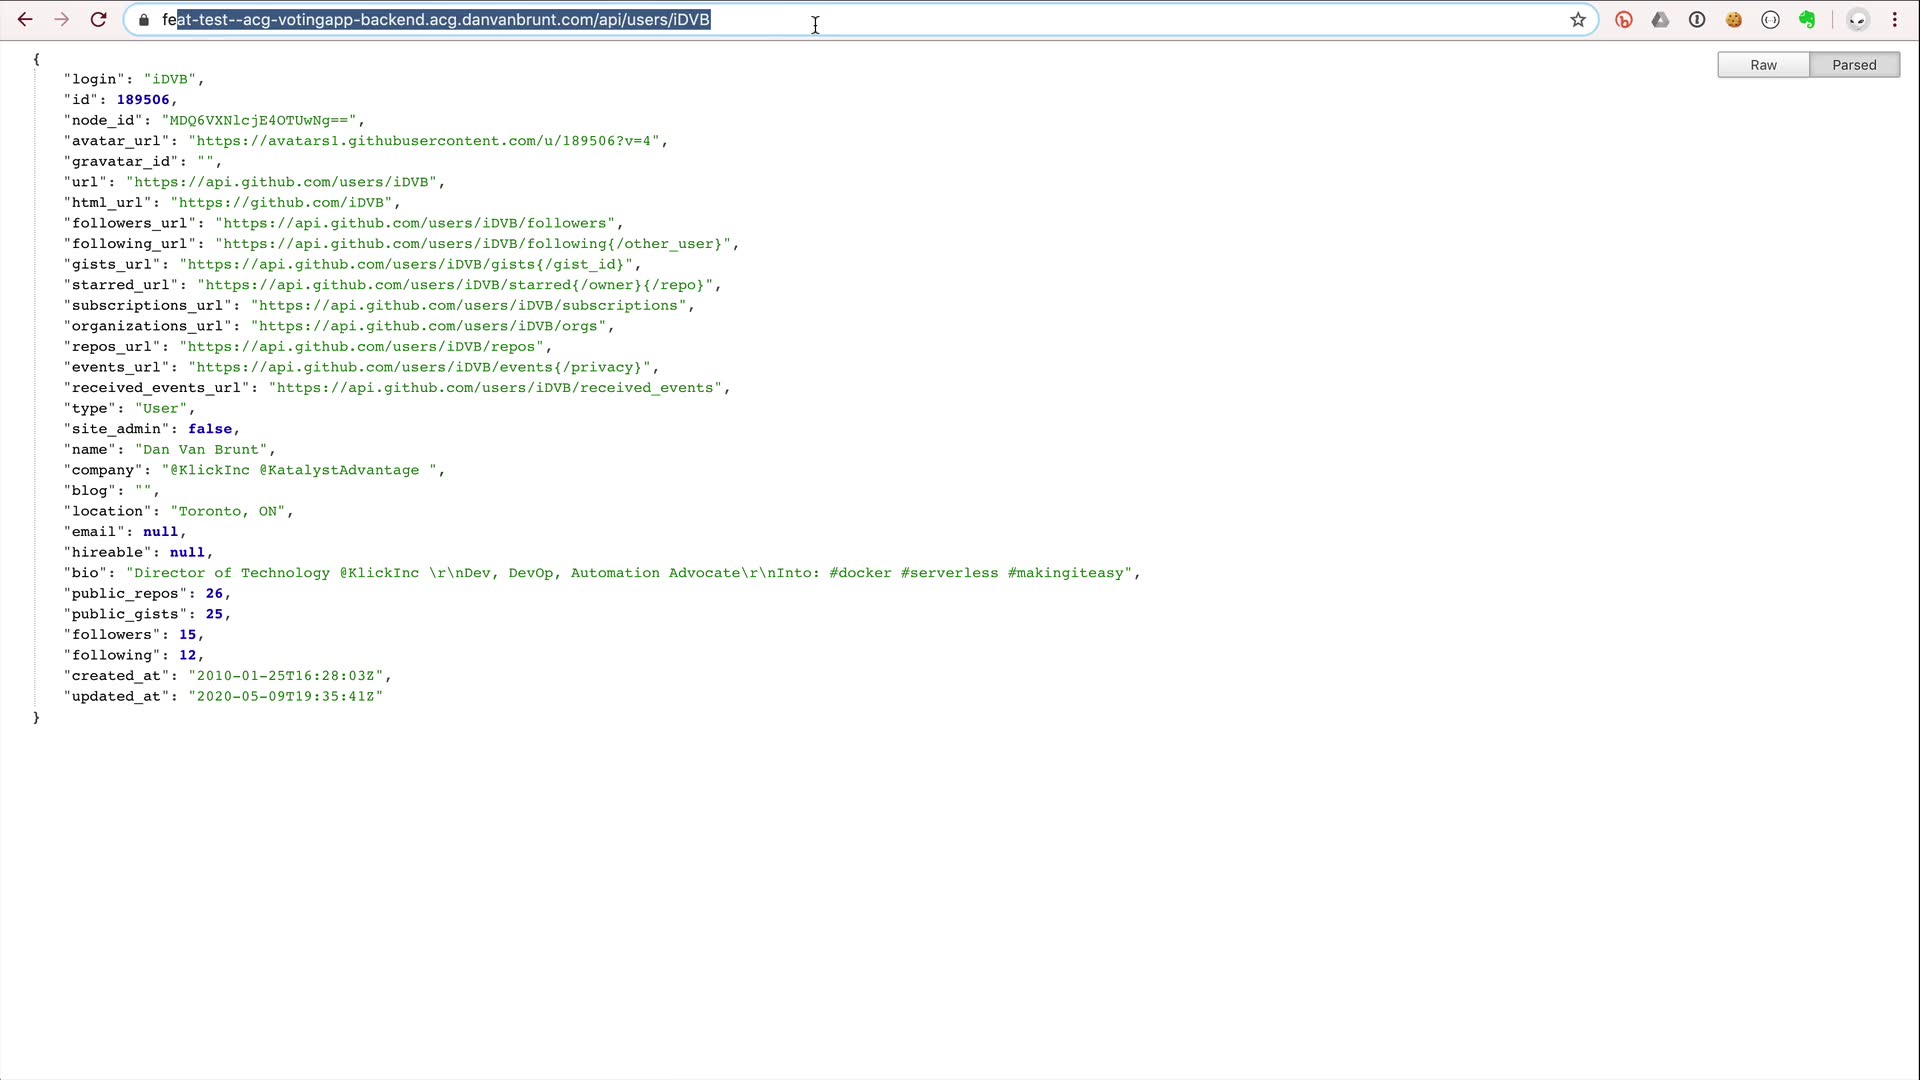 feat-test--acg-votingapp-backend.acg.danvanbrunt.com/api/users/iDVB
Raw Parsed
{
"login": "iDVB",
"id": 189506,
"node_id": "MDQ6VXNlcjE4OTUwNg==",
"avatar_url": "https://avatars1.githubusercontent.com/u/189506?v=4",
"gravatar_id": "",
"url": "https://api.github.com/users/iDVB",
"html_url": "https://github.com/iDVB",
"followers_url": "https://api.github.com/users/iDVB/followers",
"following_url": "https://api.github.com/users/iDVB/following{/other_user}",
"gists_url": "https://api.github.com/users/iDVB/gists{/gist_id}",
"starred_url": "https://api.github.com/users/iDVB/starred{/owner}{/repo}",
"subscriptions_url": "https://api.github.com/users/iDVB/subscriptions",
"organizations_url": "https://api.github.com/users/iDVB/orgs",
"repos_url": "https://api.github.com/users/iDVB/repos",
"events_url": "https://api.github.com/users/iDVB/events{/privacy}",
"received_events_url": "https://api.github.com/users/iDVB/received_events",
"type": "User",
"site_admin": false,
"name": "Dan Van Brunt",
"company": "@KlickInc @KatalystAdvantage ",
"blog": "",
"location": "Toronto, ON",
"email": null,
"hireable": null,
"bio": "Director of Technology @KlickInc \r\nDev, DevOp, Automation Advocate\r\nInto: #docker #serverless #makingiteasy",
"public_repos": 26,
"public_gists": 25,
"followers": 15,
"following": 12,
"created_at": "2010-01-25T16:28:03Z",
"updated_at": "2020-05-09T19:35:41Z"
}